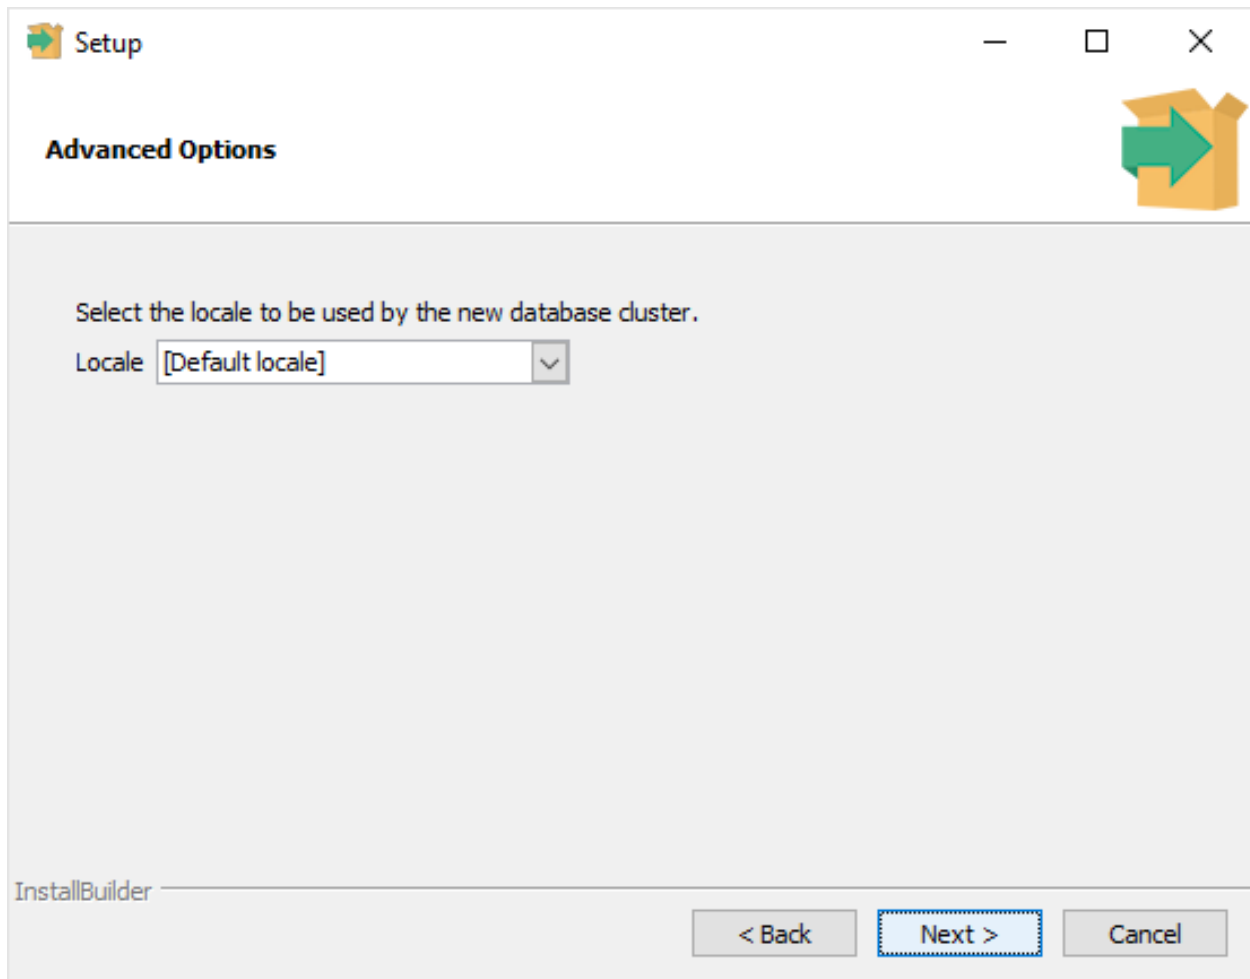 Setup
Advanced Options
Select the locale to be used by the new database cluster.
Locale [Default locale]
InstallBuilder
< Back Next > Cancel